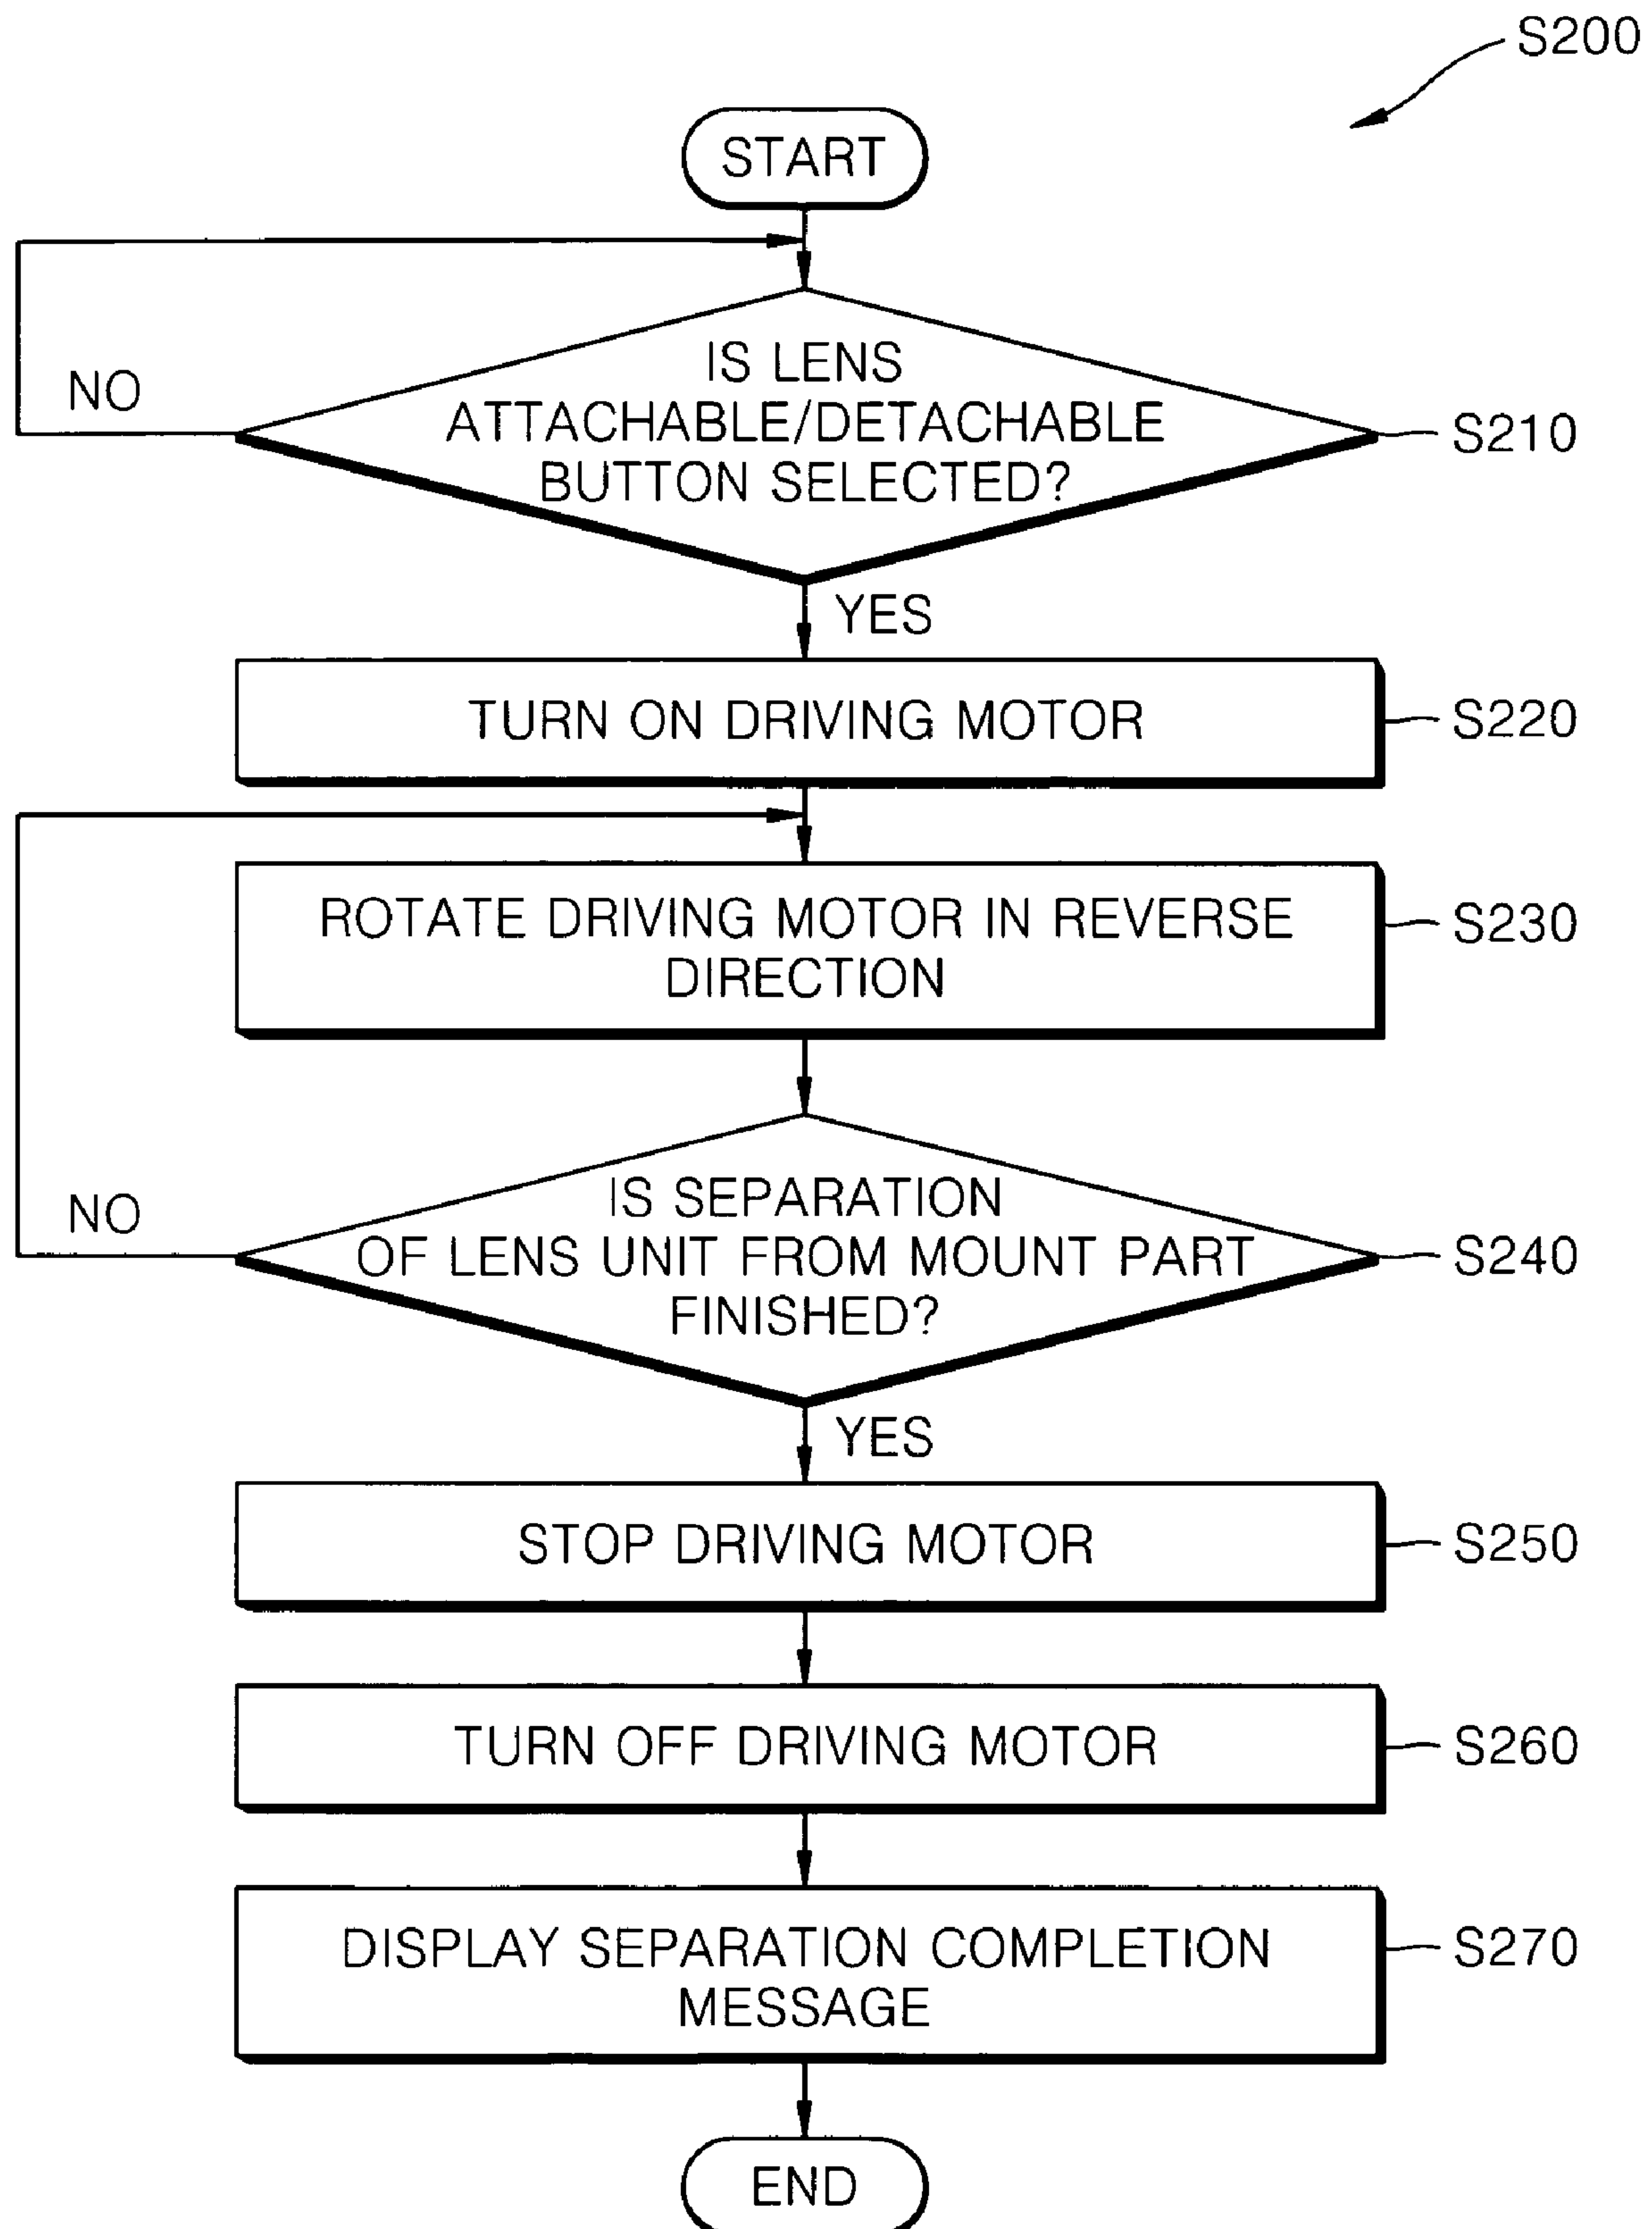 S200
START
IS LENS
ATTACHABLE/DETACHABLE
BUTTON SELECTED?
NO
S210
YES
TURN ON DRIVING MOTOR
S220
ROTATE DRIVING MOTOR IN REVERSE
DIRECTION
S230
IS SEPARATION
OF LENS UNIT FROM MOUNT PART
FINISHED?
NO
S240
YES
STOP DRIVING MOTOR
S250
TURN OFF DRIVING MOTOR
S260
DISPLAY SEPARATION COMPLETION
MESSAGE
S270
END